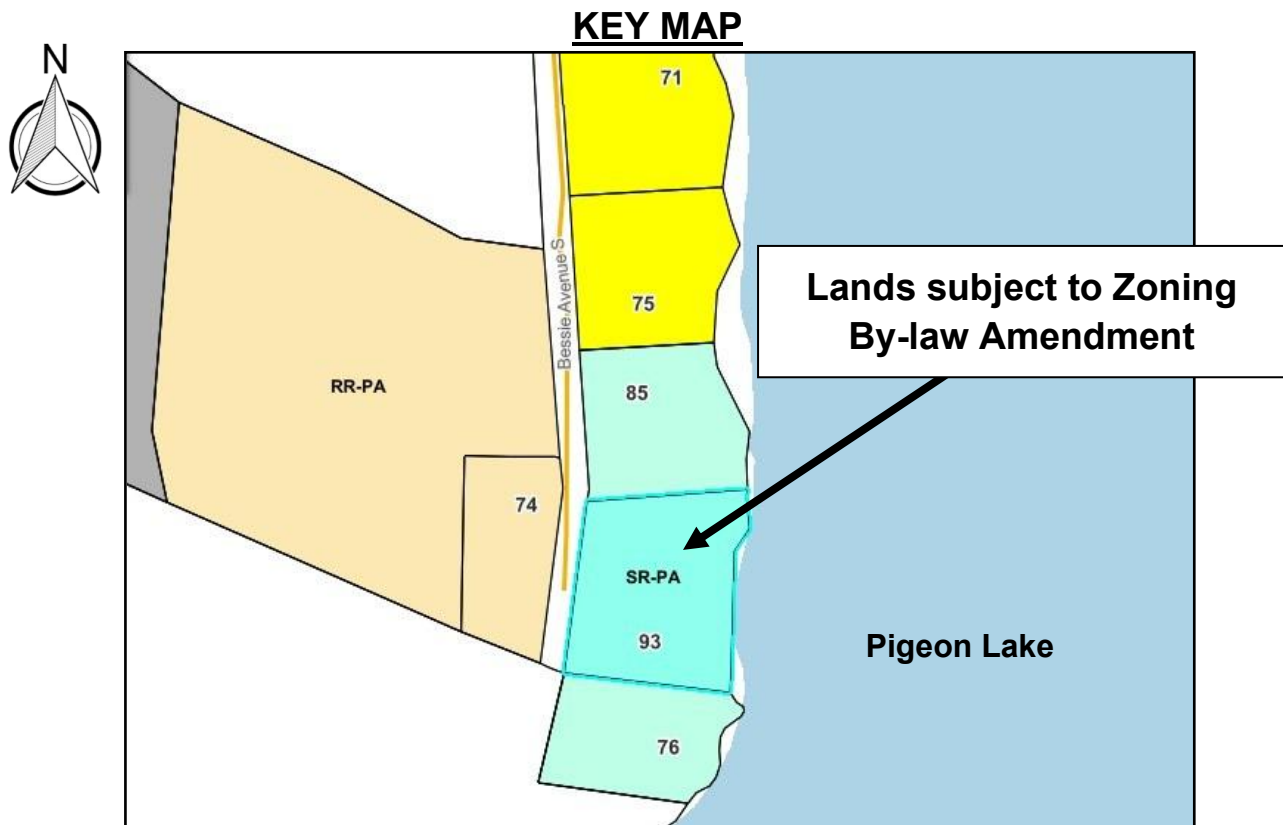 KEY MAP
N
71
Bessie Avenue S
75
Lands subject to Zoning
By-law Amendment
RR-PA
85
74
SR-PA
93
Pigeon Lake
76